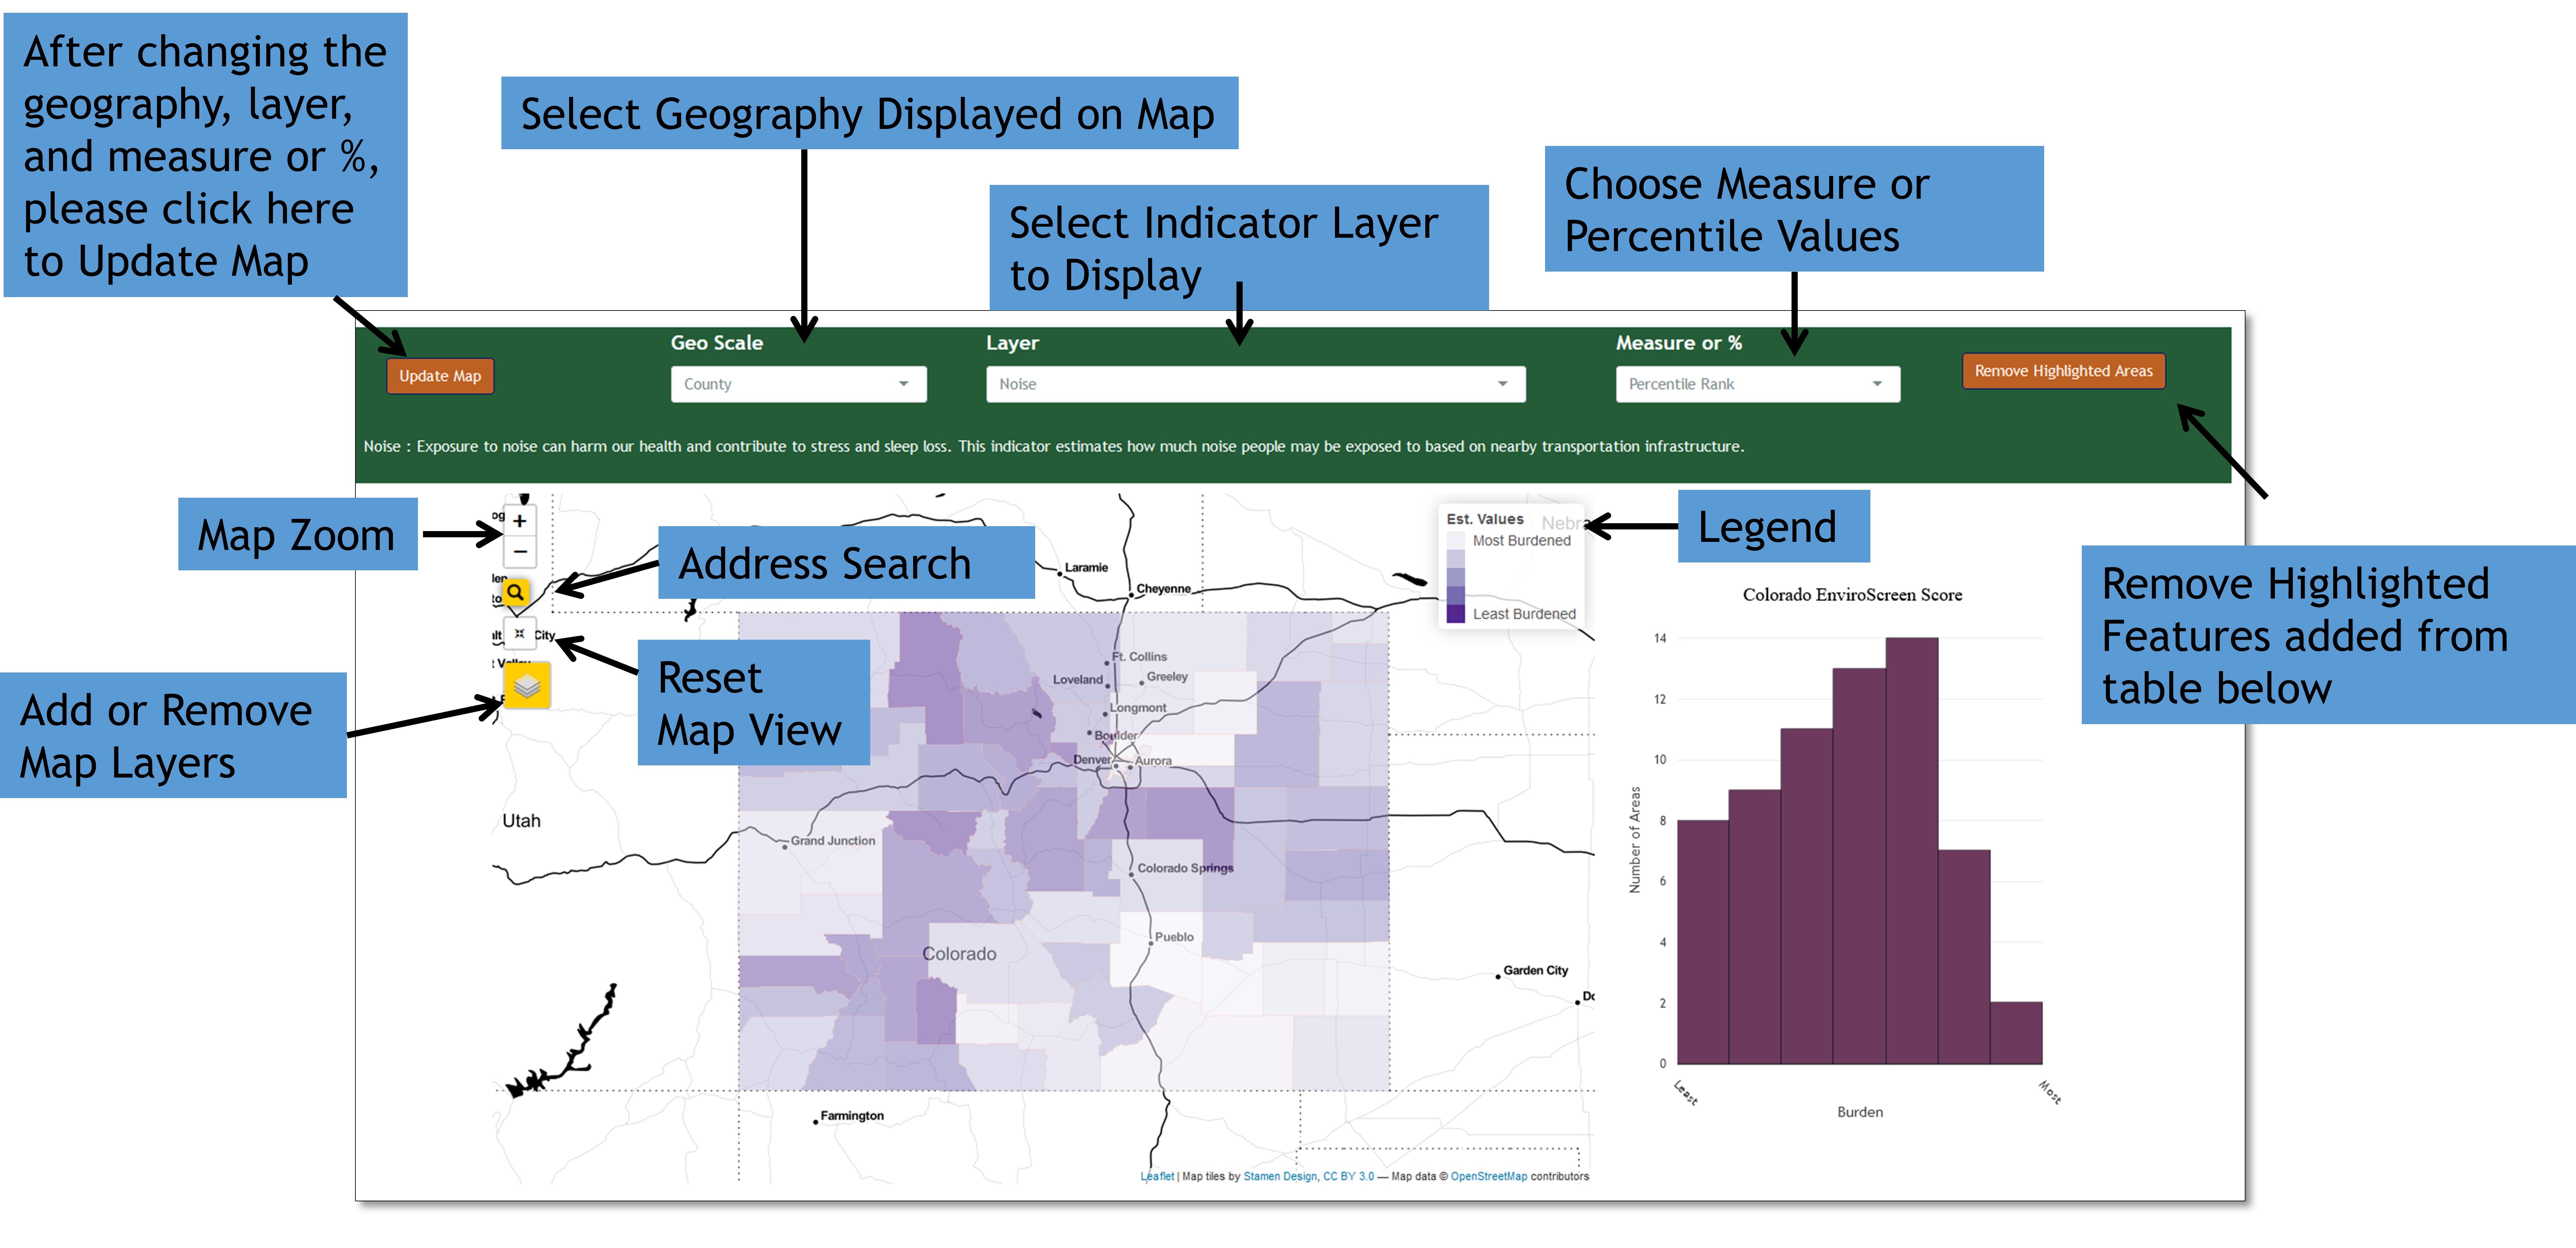 After changing the
geography, layer,
and measure or %,
please click here
to Update Map
Select Geography Displayed on Map
Select Indicator Layer
to Display
Choose Measure or
Percentile Values
Update Map
Geo Scale
County
Layer
Noise
Measure or %
Percentile Rank
Remove Highlighted Areas
Noise : Exposure to noise can harm our health and contribute to stress and sleep loss. This indicator estimates how much noise people may be exposed to based on nearby transportation infrastructure.
Map Zoom
+
−
Address Search
Reset
Map View
Add or Remove
Map Layers
Legend
Est. Values
Most Burdened
Least Burdened
Remove Highlighted
Features added from
table below
City
Laramie
Cheyenne
Ft. Collins
Loveland
Greeley
Longmont
Boulder
Denver
Aurora
Utah
Grand Junction
Colorado Springs
Pueblo
Colorado
Garden City
Farmington
Leaflet | Map tiles by Stamen Design, CC BY 3.0 — Map data © OpenStreetMap contributors
Colorado EnviroScreen Score
Number of Areas
14
12
10
8
6
4
2
0
Least
Most
Burden